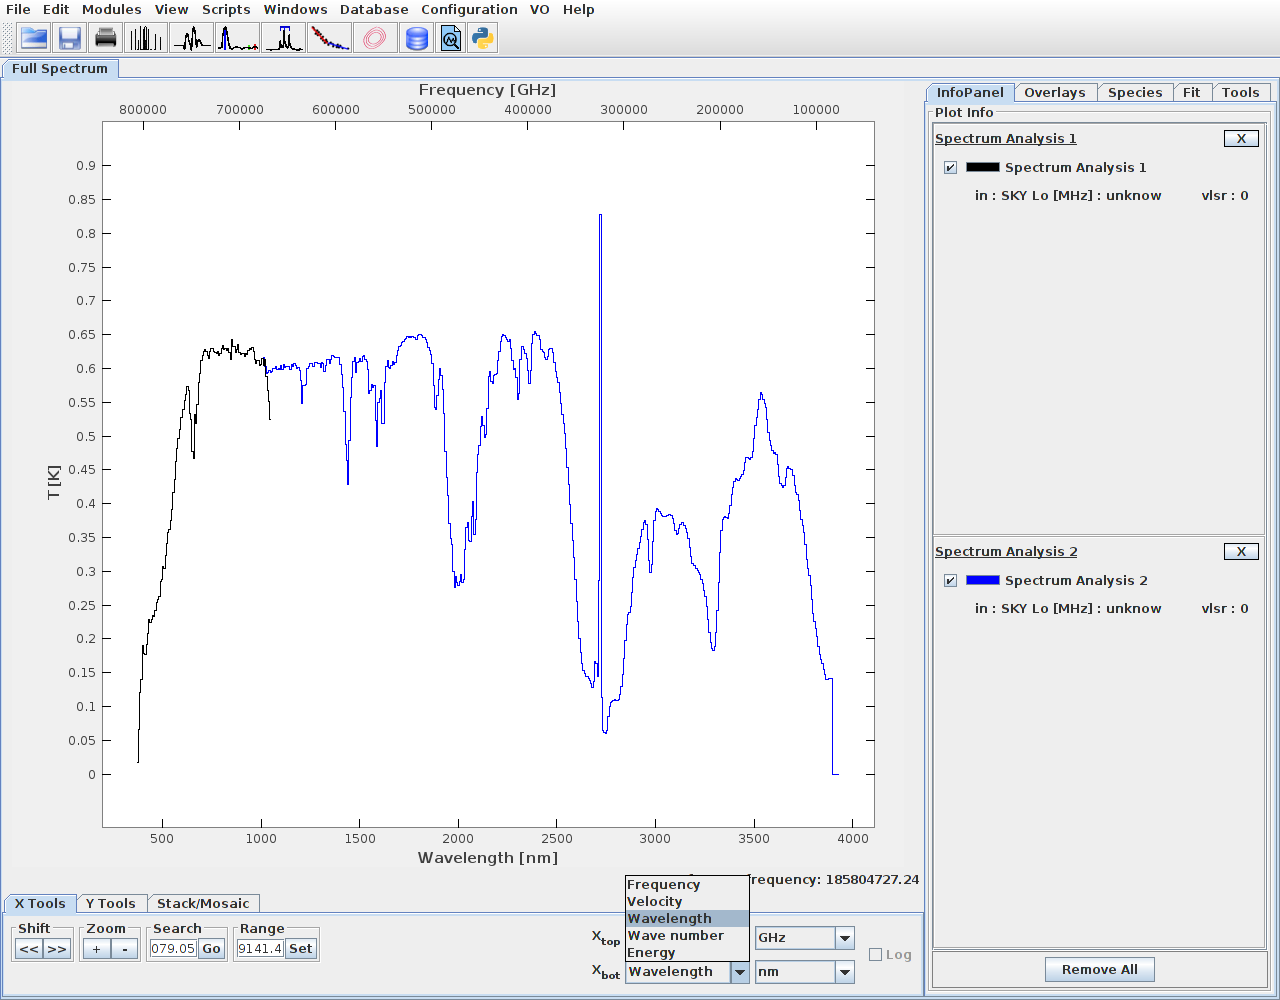 File Edit Modules View Scripts Windows Database Configuration VO Help
Full Spectrum
Frequency [GHz]
800000 700000 600000 500000 400000 300000 200000 100000
0.9
0.85
0.8
0.75
0.7
0.65
0.6
0.55
0.5
0.45
0.4
0.35
0.3
0.25
0.2
0.15
0.1
0.05
0
T [K]
500 1000 1500 2000 2500 3000 3500 4000
Wavelength [nm]
InfoPanel Overlays Species Fit Tools
Plot Info
Spectrum Analysis 1 X
Spectrum Analysis 1
in : SKY Lo [MHz] : unknow vlsr : 0
Spectrum Analysis 2 X
Spectrum Analysis 2
in : SKY Lo [MHz] : unknow vlsr : 0
Remove All
requency: 185804727.24
X Tools Y Tools Stack/Mosaic
Shift Zoom Search Range
<< >> + - 079.05 Go 9141.4 Set
Frequency
Velocity
Wavelength
Wave number
Energy
Xtop GHz
Xbot Wavelength nm
Log